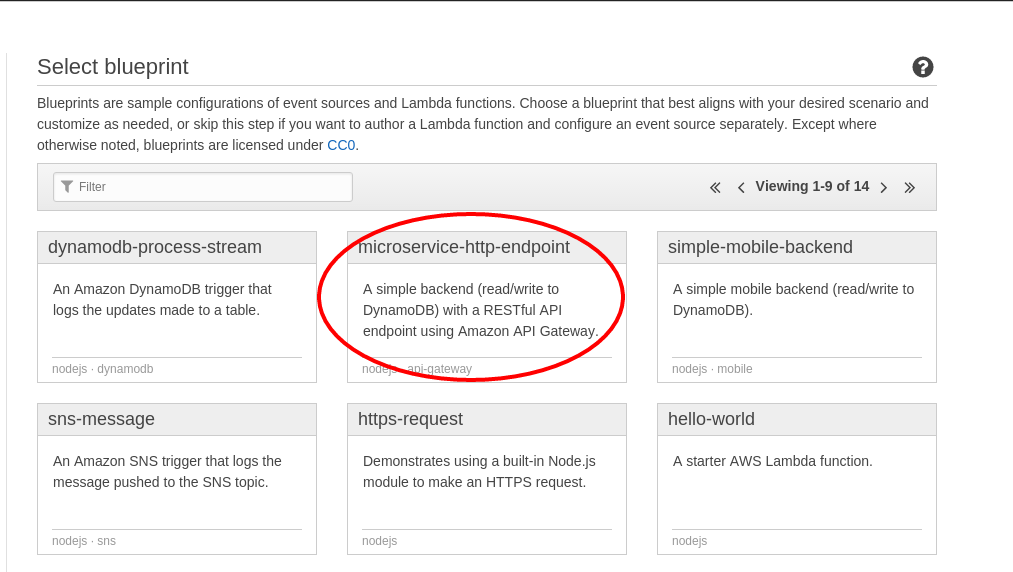 Select blueprint
Blueprints are sample configurations of event sources and Lambda functions. Choose a blueprint that best aligns with your desired scenario and
customize as needed, or skip this step if you want to author a Lambda function and configure an event source separately. Except where
otherwise noted, blueprints are licensed under CC0.
Filter
Viewing 1-9 of 14
dynamodb-process-stream
An Amazon DynamoDB trigger that
logs the updates made to a table.
nodejs · dynamodb
microservice-http-endpoint
A simple backend (read/write to
DynamoDB) with a RESTful API
endpoint using Amazon API Gateway.
nodejs · api-gateway
simple-mobile-backend
A simple mobile backend (read/write to
DynamoDB).
nodejs · mobile
sns-message
An Amazon SNS trigger that logs the
message pushed to the SNS topic.
nodejs · sns
https-request
Demonstrates using a built-in Node.js
module to make an HTTPS request.
nodejs
hello-world
A starter AWS Lambda function.
nodejs